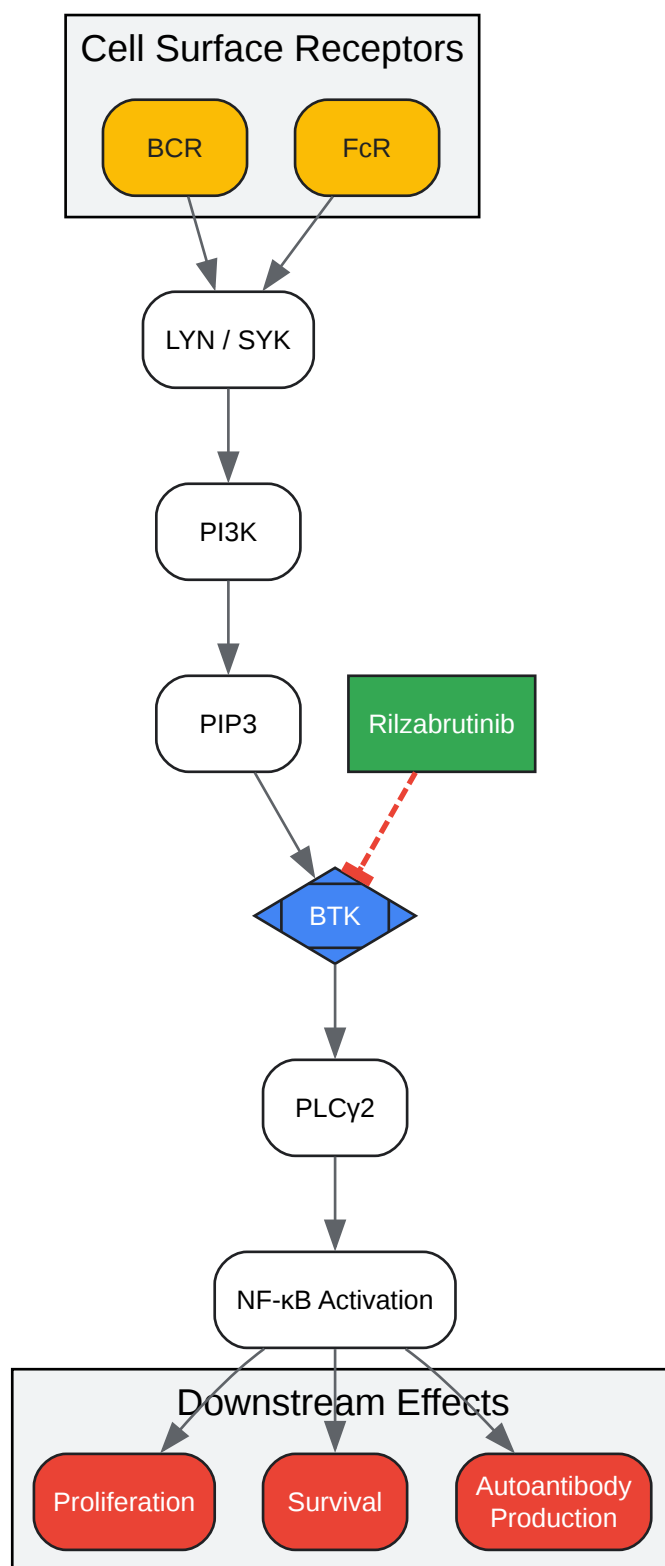 Cell Surface Receptors
BCR
FcR
LYN / SYK
PI3K
PIP3
Rilzabrutinib
BTK
PLCγ2
NF-κB Activation
Downstream Effects
Proliferation
Survival
Autoantibody
Production